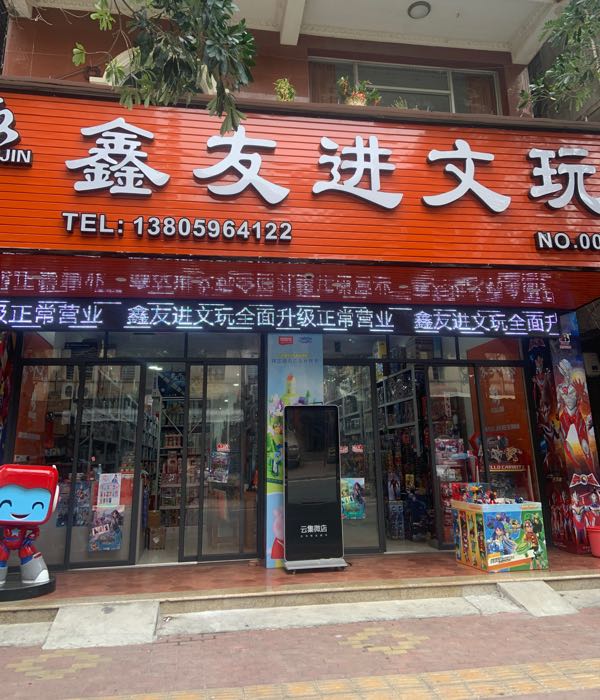 鑫友进文玩
JIN
TEL: 13805964122
NO.00
级正常营业 鑫友进文玩全面升级正常营业 鑫友进文玩全面升
云集微店